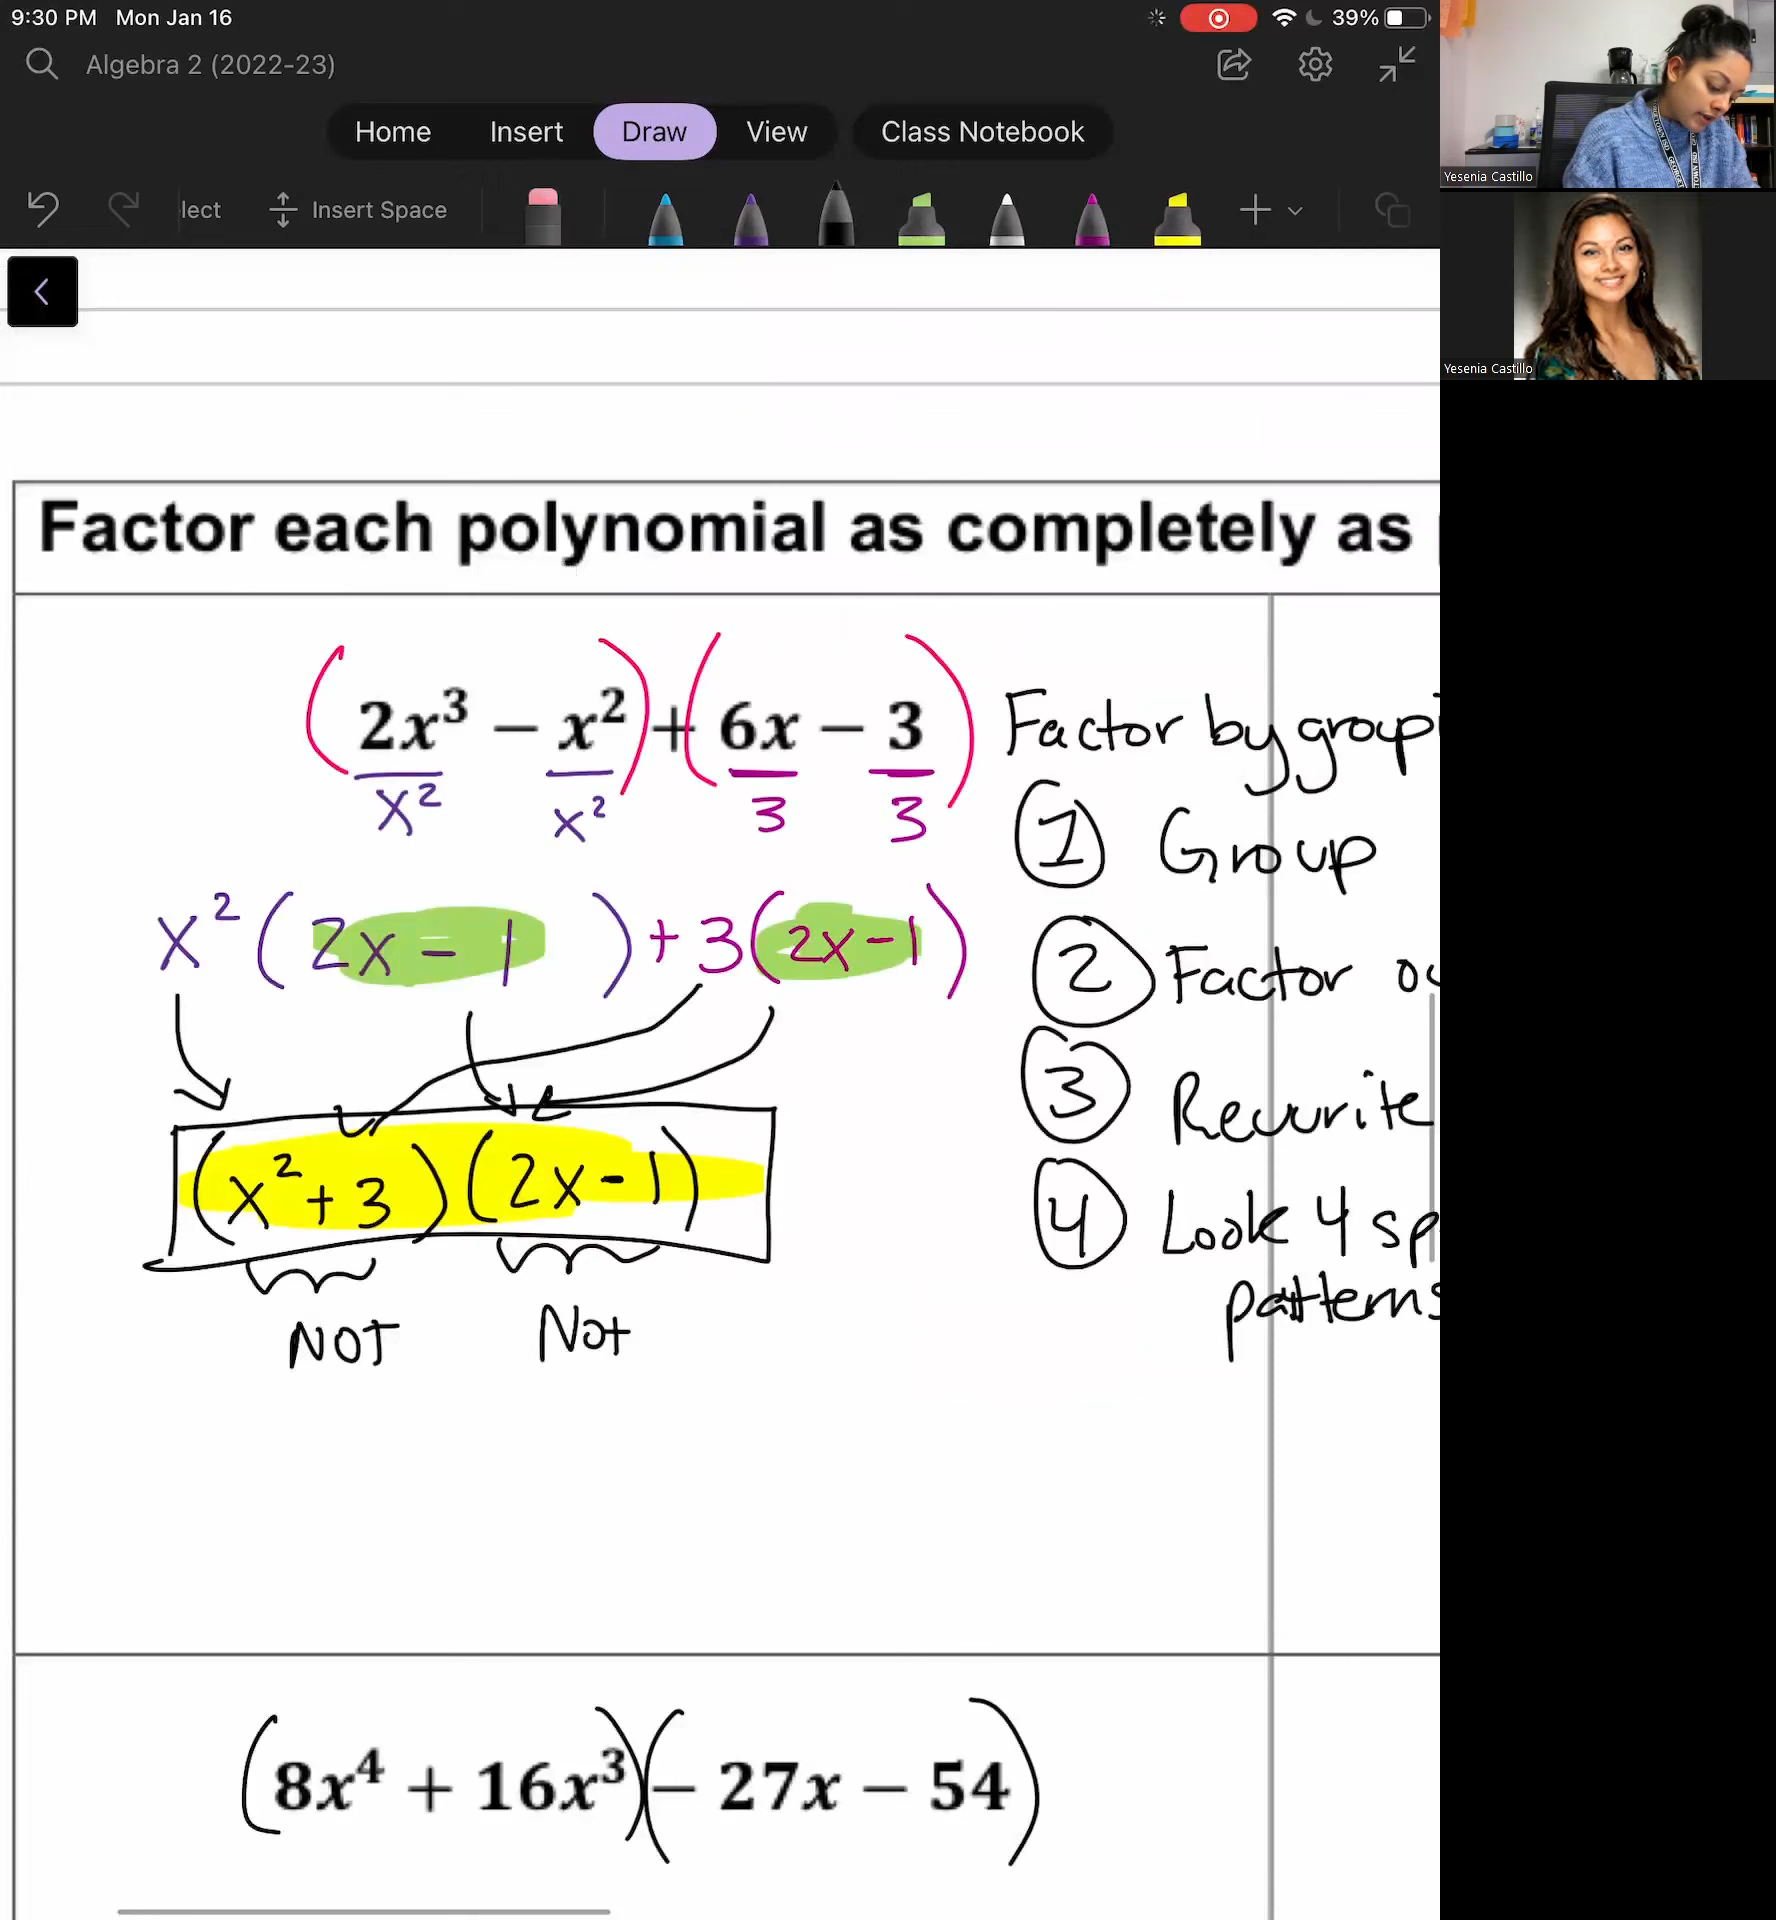 9:30 PM Mon Jan 16
39%
Algebra 2 (2022-23)
Home Insert Draw View Class Notebook
lect Insert Space
Yesenia Castillo
Yesenia Castillo
Factor each polynomial as completely as
(2x³ − x²) + (6x − 3)
x² x² 3 3
x²(2x − 1) + 3(2x − 1)
(x² + 3)(2x − 1)
NOT Not
Factor by groupi
① Group
② Factor ou
③ Rewrite
④ Look 4 sp
patterns
(8x⁴ + 16x³)(− 27x − 54)